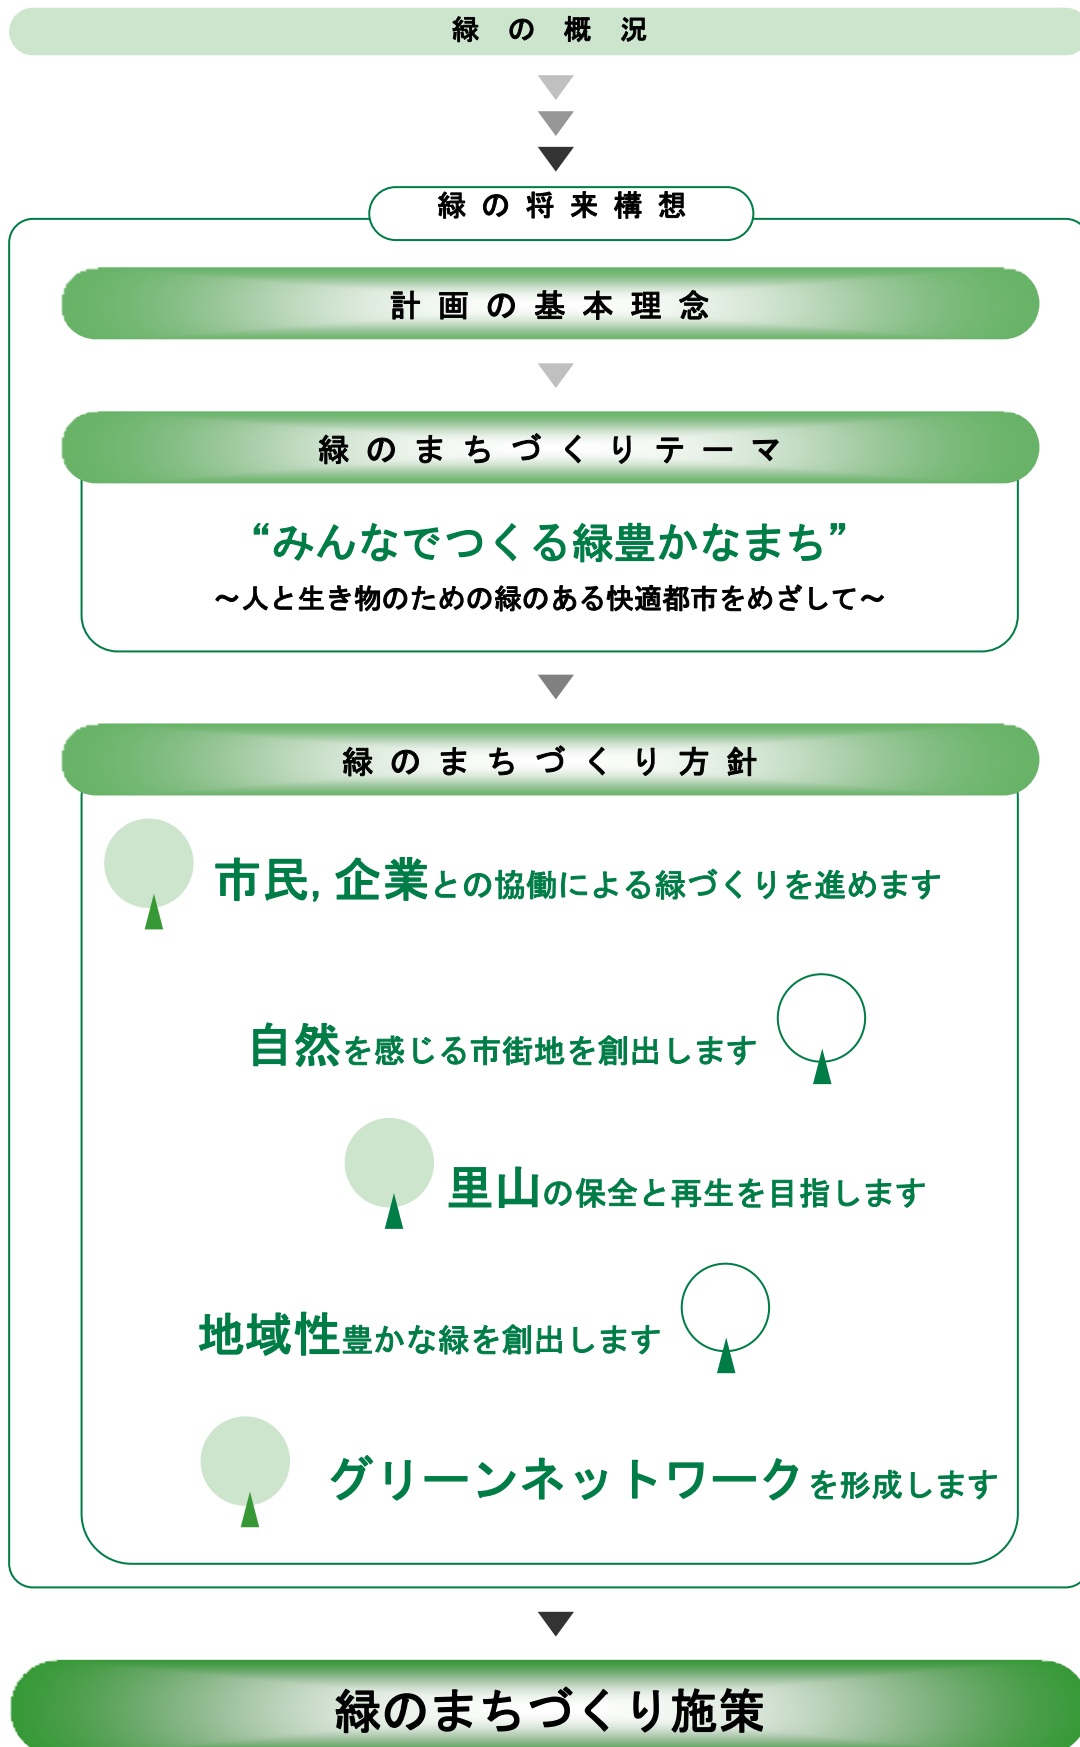 緑の概況
緑の将来構想
計画の基本理念
緑のまちづくりテーマ
“みんなでつくる緑豊かなまち”
～人と生き物のための緑のある快適都市をめざして～
緑のまちづくり方針
市民,企業との協働による緑づくりを進めます
自然を感じる市街地を創出します
里山の保全と再生を目指します
地域性豊かな緑を創出します
グリーンネットワークを形成します
緑のまちづくり施策